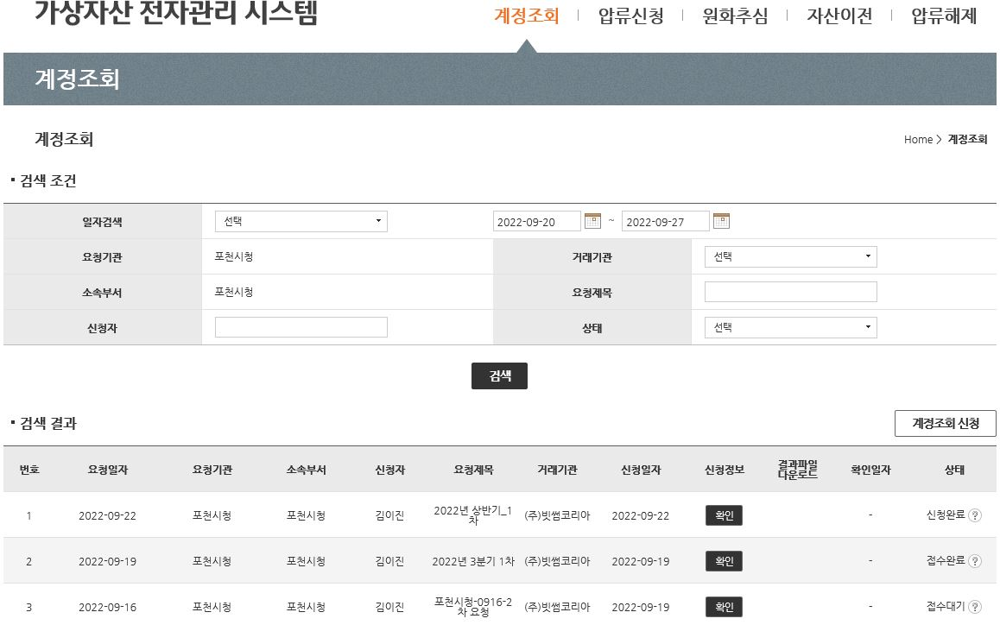 가상자산 전자관리 시스템
계정조회 압류신청 원화추심 자산이전 압류해제
계정조회
계정조회
Home > 계정조회
검색 조건
일자검색 선택 2022-09-20 ~ 2022-09-27
요청기관 포천시청 거래기관 선택
소속부서 포천시청 요청제목
신청자 상태 선택
검색
검색 결과
계정조회 신청
번호 요청일자 요청기관 소속부서 신청자 요청제목 거래기관 신청일자 신청정보 결과파일 다운로드 확인일자 상태
1 2022-09-22 포천시청 포천시청 김이진 2022년 상반기_1차 (주)빗썸코리아 2022-09-22 확인 - 신청완료 ?
2 2022-09-19 포천시청 포천시청 김이진 2022년 3분기 1차 (주)빗썸코리아 2022-09-19 확인 - 접수완료 ?
3 2022-09-16 포천시청 포천시청 김이진 포천시청-0916-2차 요청 (주)빗썸코리아 2022-09-19 확인 - 접수대기 ?